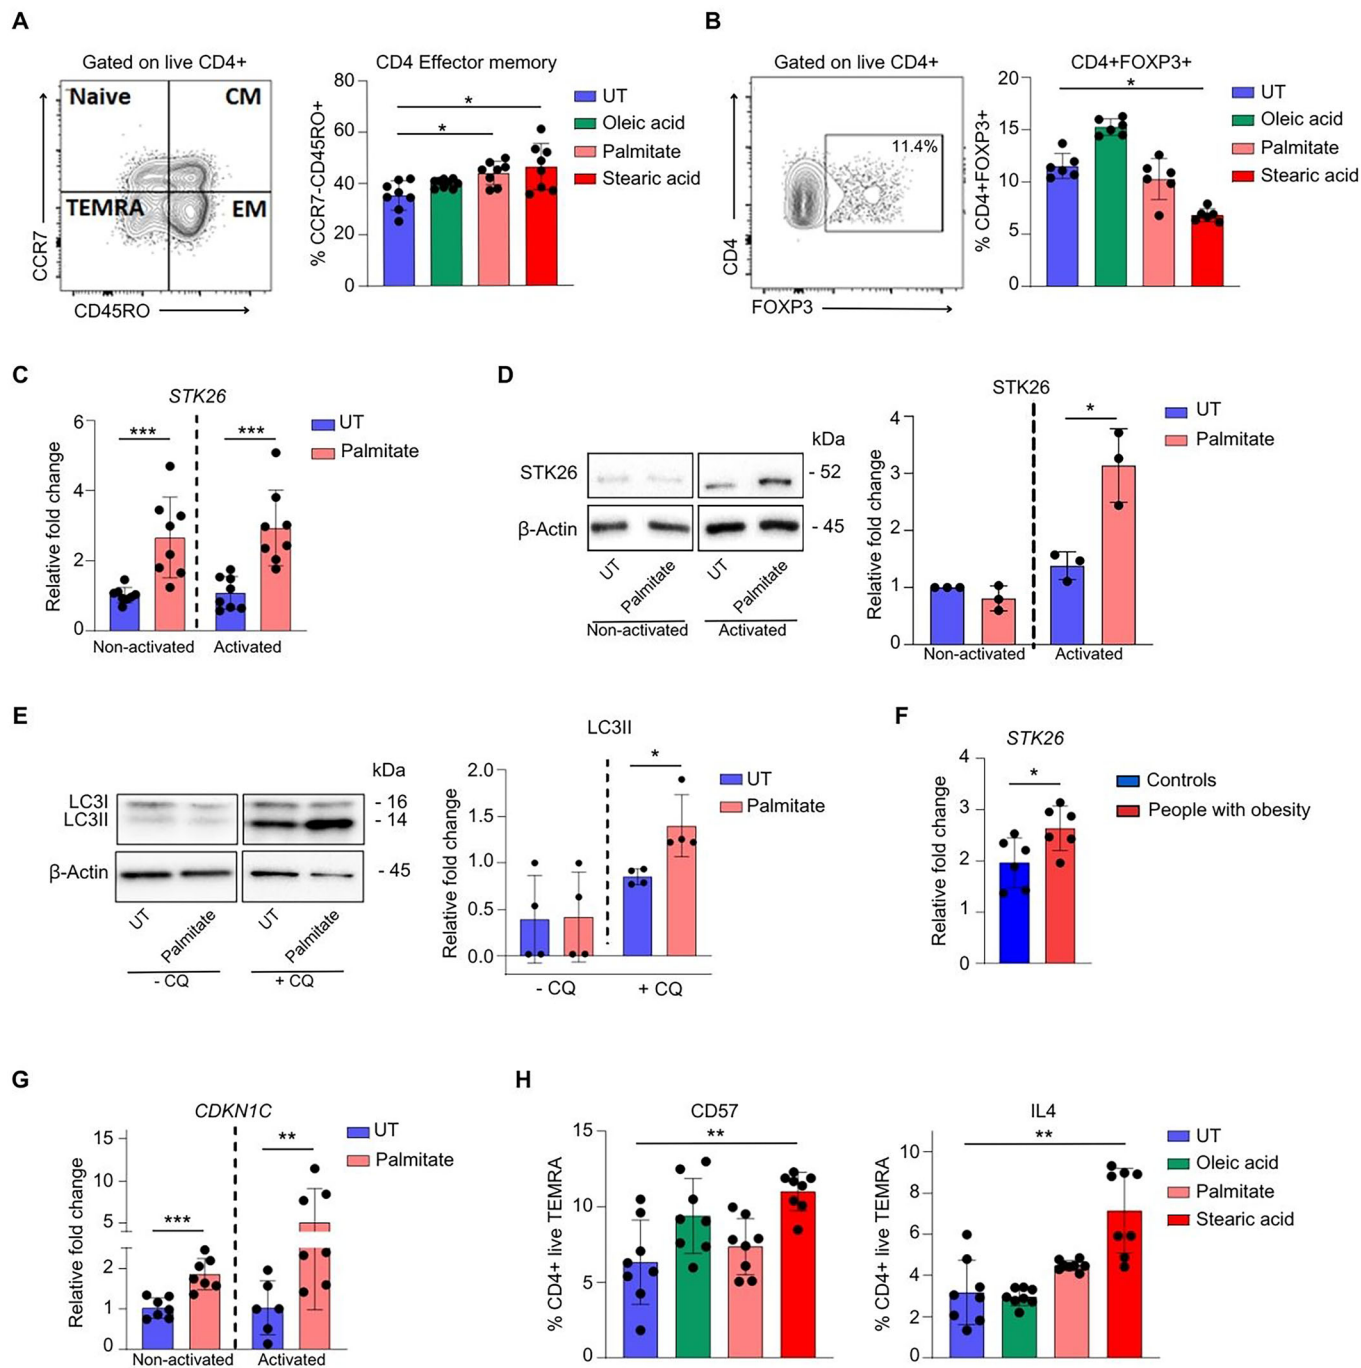 A
Gated on live CD4+
Naive
CM
TEMRA
EM
CCR7
CD45RO
CD4 Effector memory
% CCR7-CD45RO+
80
60
40
20
0
*
*
UT
Oleic acid
Palmitate
Stearic acid
B
Gated on live CD4+
11.4%
CD4
FOXP3
CD4+FOXP3+
% CD4+FOXP3+
20
15
10
5
0
*
UT
Oleic acid
Palmitate
Stearic acid
C
STK26
Relative fold change
6
4
2
0
***
***
Non-activated
Activated
UT
Palmitate
D
kDa
STK26
- 52
β-Actin
- 45
UT
Palmitate
UT
Palmitate
Non-activated
Activated
STK26
Relative fold change
4
3
2
1
0
*
Non-activated
Activated
UT
Palmitate
E
kDa
LC3I
- 16
LC3II
- 14
β-Actin
- 45
UT
Palmitate
UT
Palmitate
- CQ
+ CQ
LC3II
Relative fold change
2.0
1.5
1.0
0.5
0.0
*
- CQ
+ CQ
UT
Palmitate
F
STK26
Relative fold change
4
3
2
1
0
*
Controls
People with obesity
G
CDKN1C
Relative fold change
15
10
5
2
1
0
***
**
Non-activated
Activated
UT
Palmitate
H
CD57
% CD4+ live TEMRA
15
10
5
0
**
IL4
% CD4+ live TEMRA
10
8
6
4
2
0
**
UT
Oleic acid
Palmitate
Stearic acid